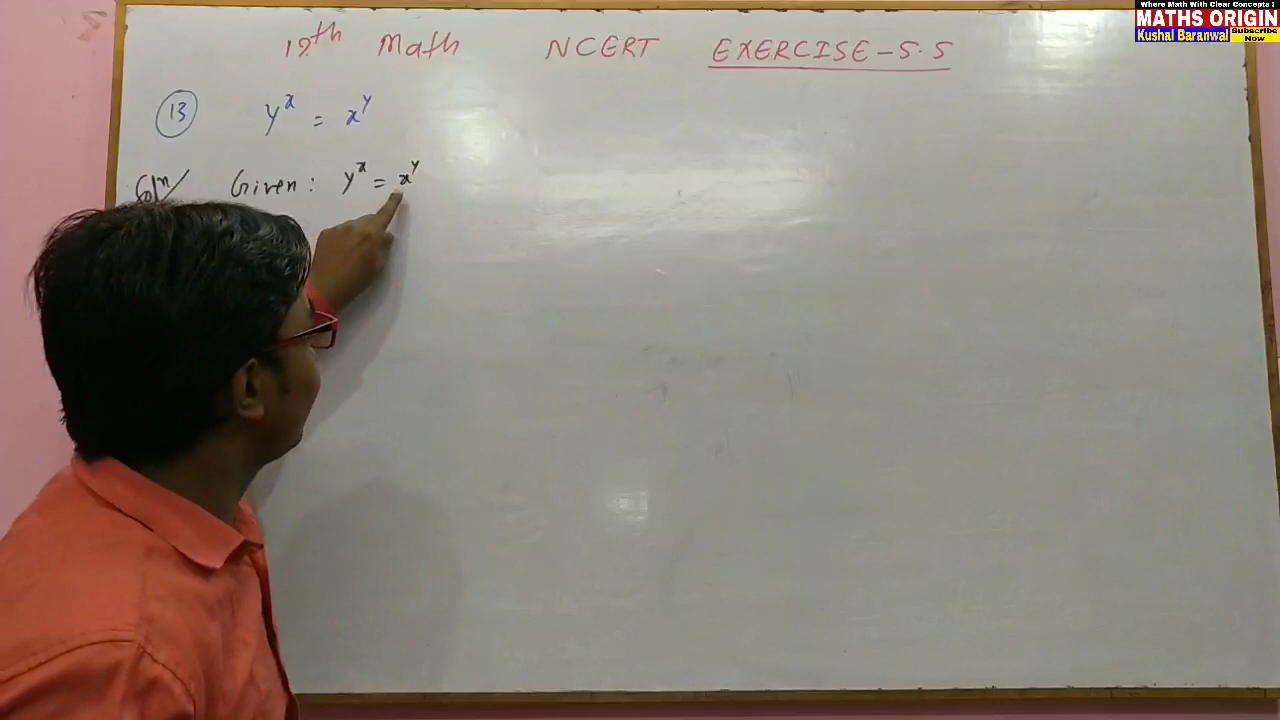 Where Math With Clear Concepts !
MATHS ORIGIN
Kushal Baranwal Subscribe Now
12th Math NCERT EXERCISE-5.5
13 y^x = x^y
Sol^n/ Given: y^x = x^y